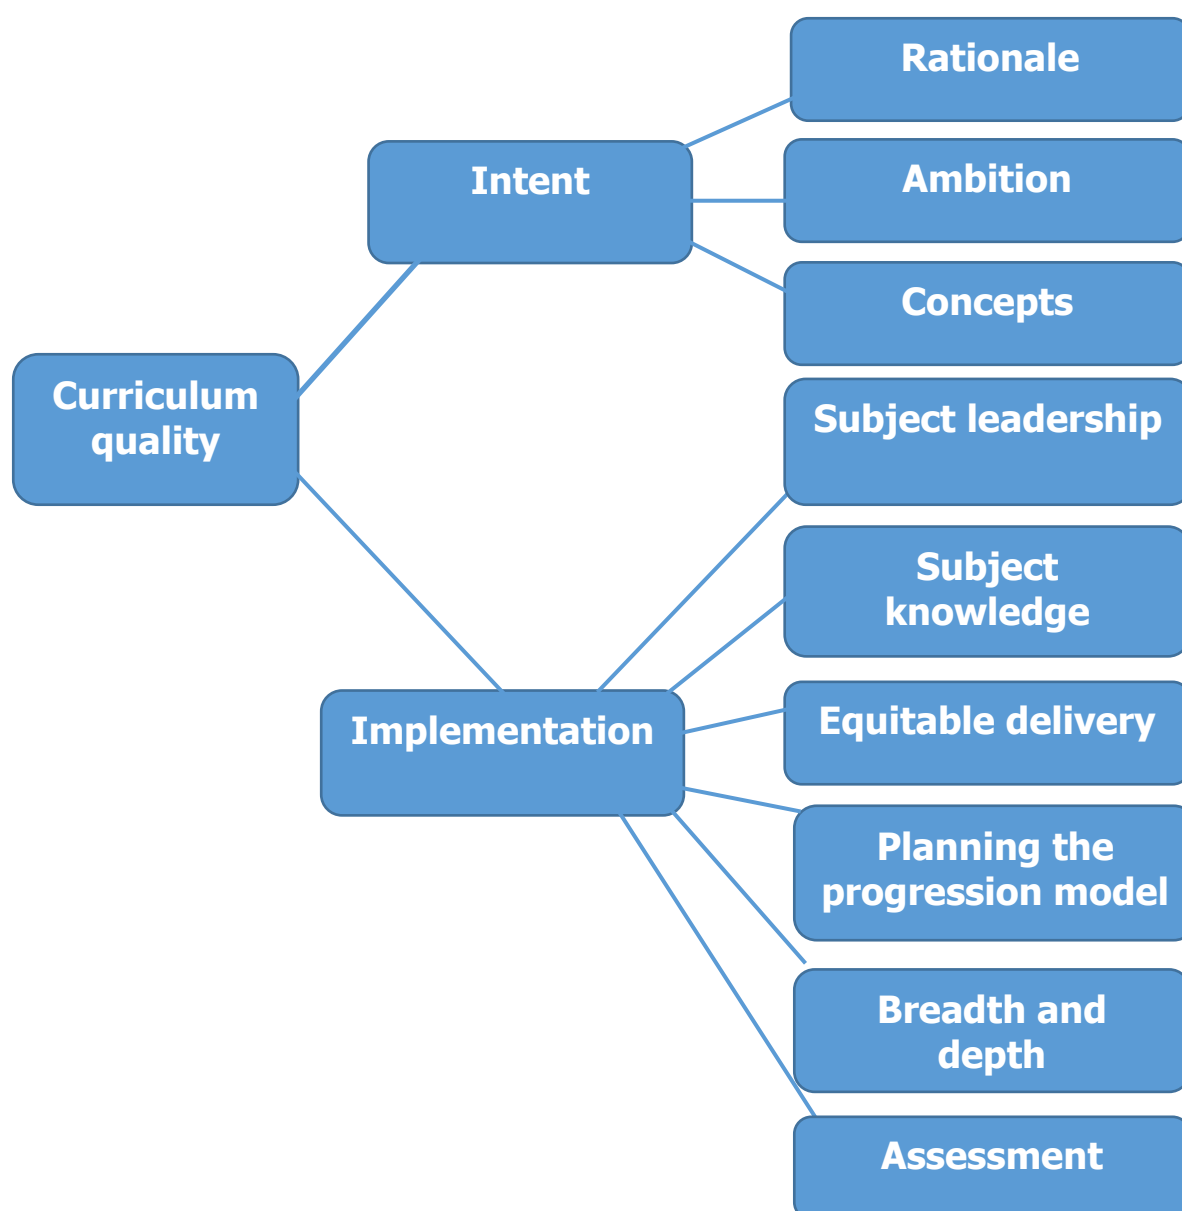 Rationale
Intent
Ambition
Concepts
Curriculum
quality
Subject leadership
Subject
knowledge
Implementation
Equitable delivery
Planning the
progression model
Breadth and
depth
Assessment